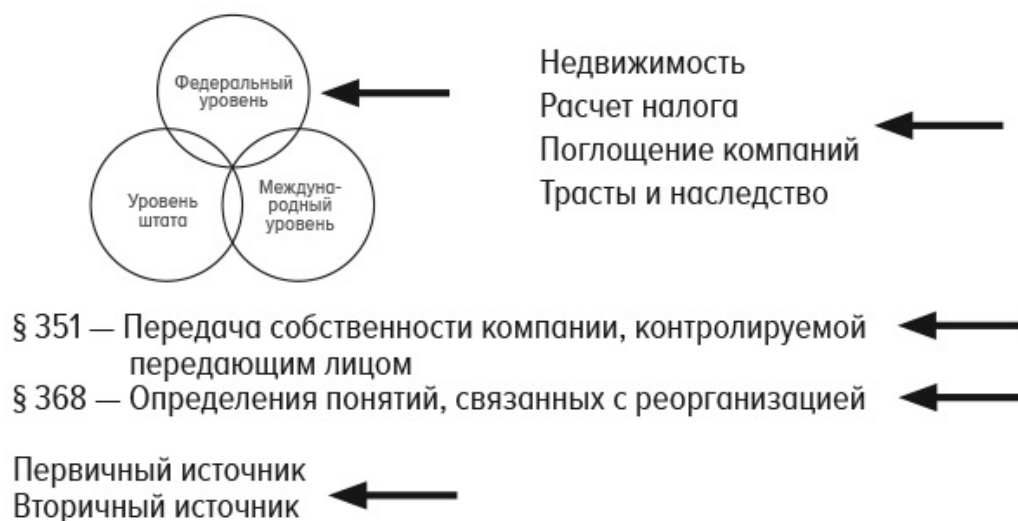 Федеральный
уровень
Уровень
штата
Междуна-
родный
уровень
Недвижимость
Расчет налога
Поглощение компаний
Трасты и наследство
§ 351 — Передача собственности компании, контролируемой
передающим лицом
§ 368 — Определения понятий, связанных с реорганизацией
Первичный источник
Вторичный источник